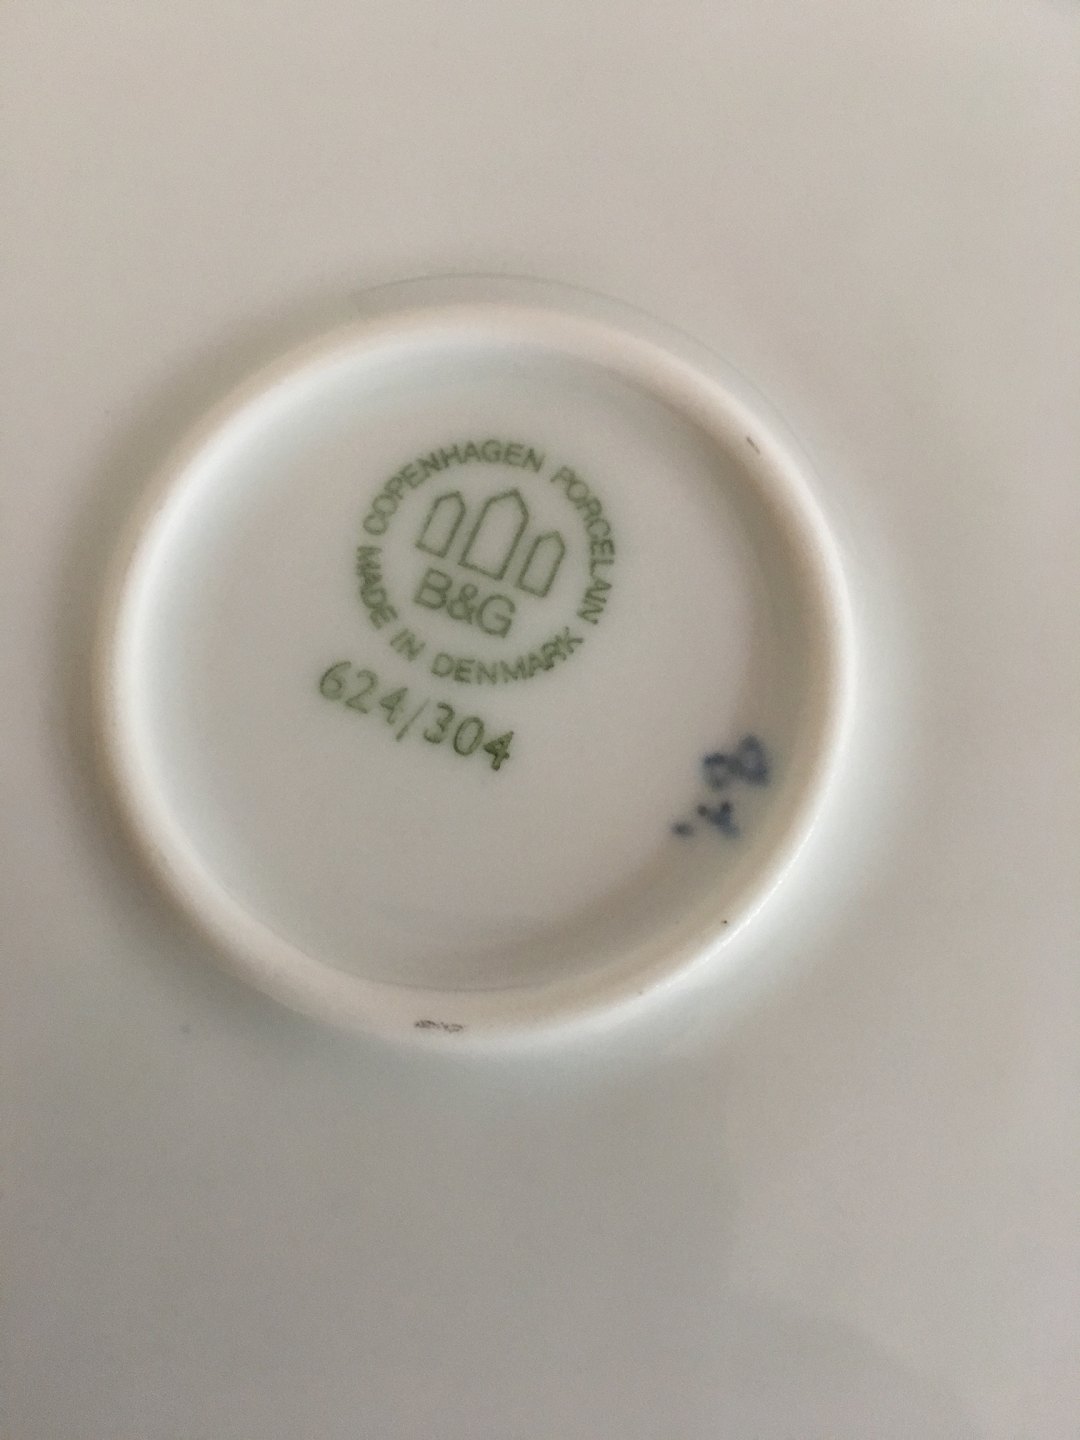 COPENHAGEN PORCELAIN
B&G
MADE IN DENMARK
624/304